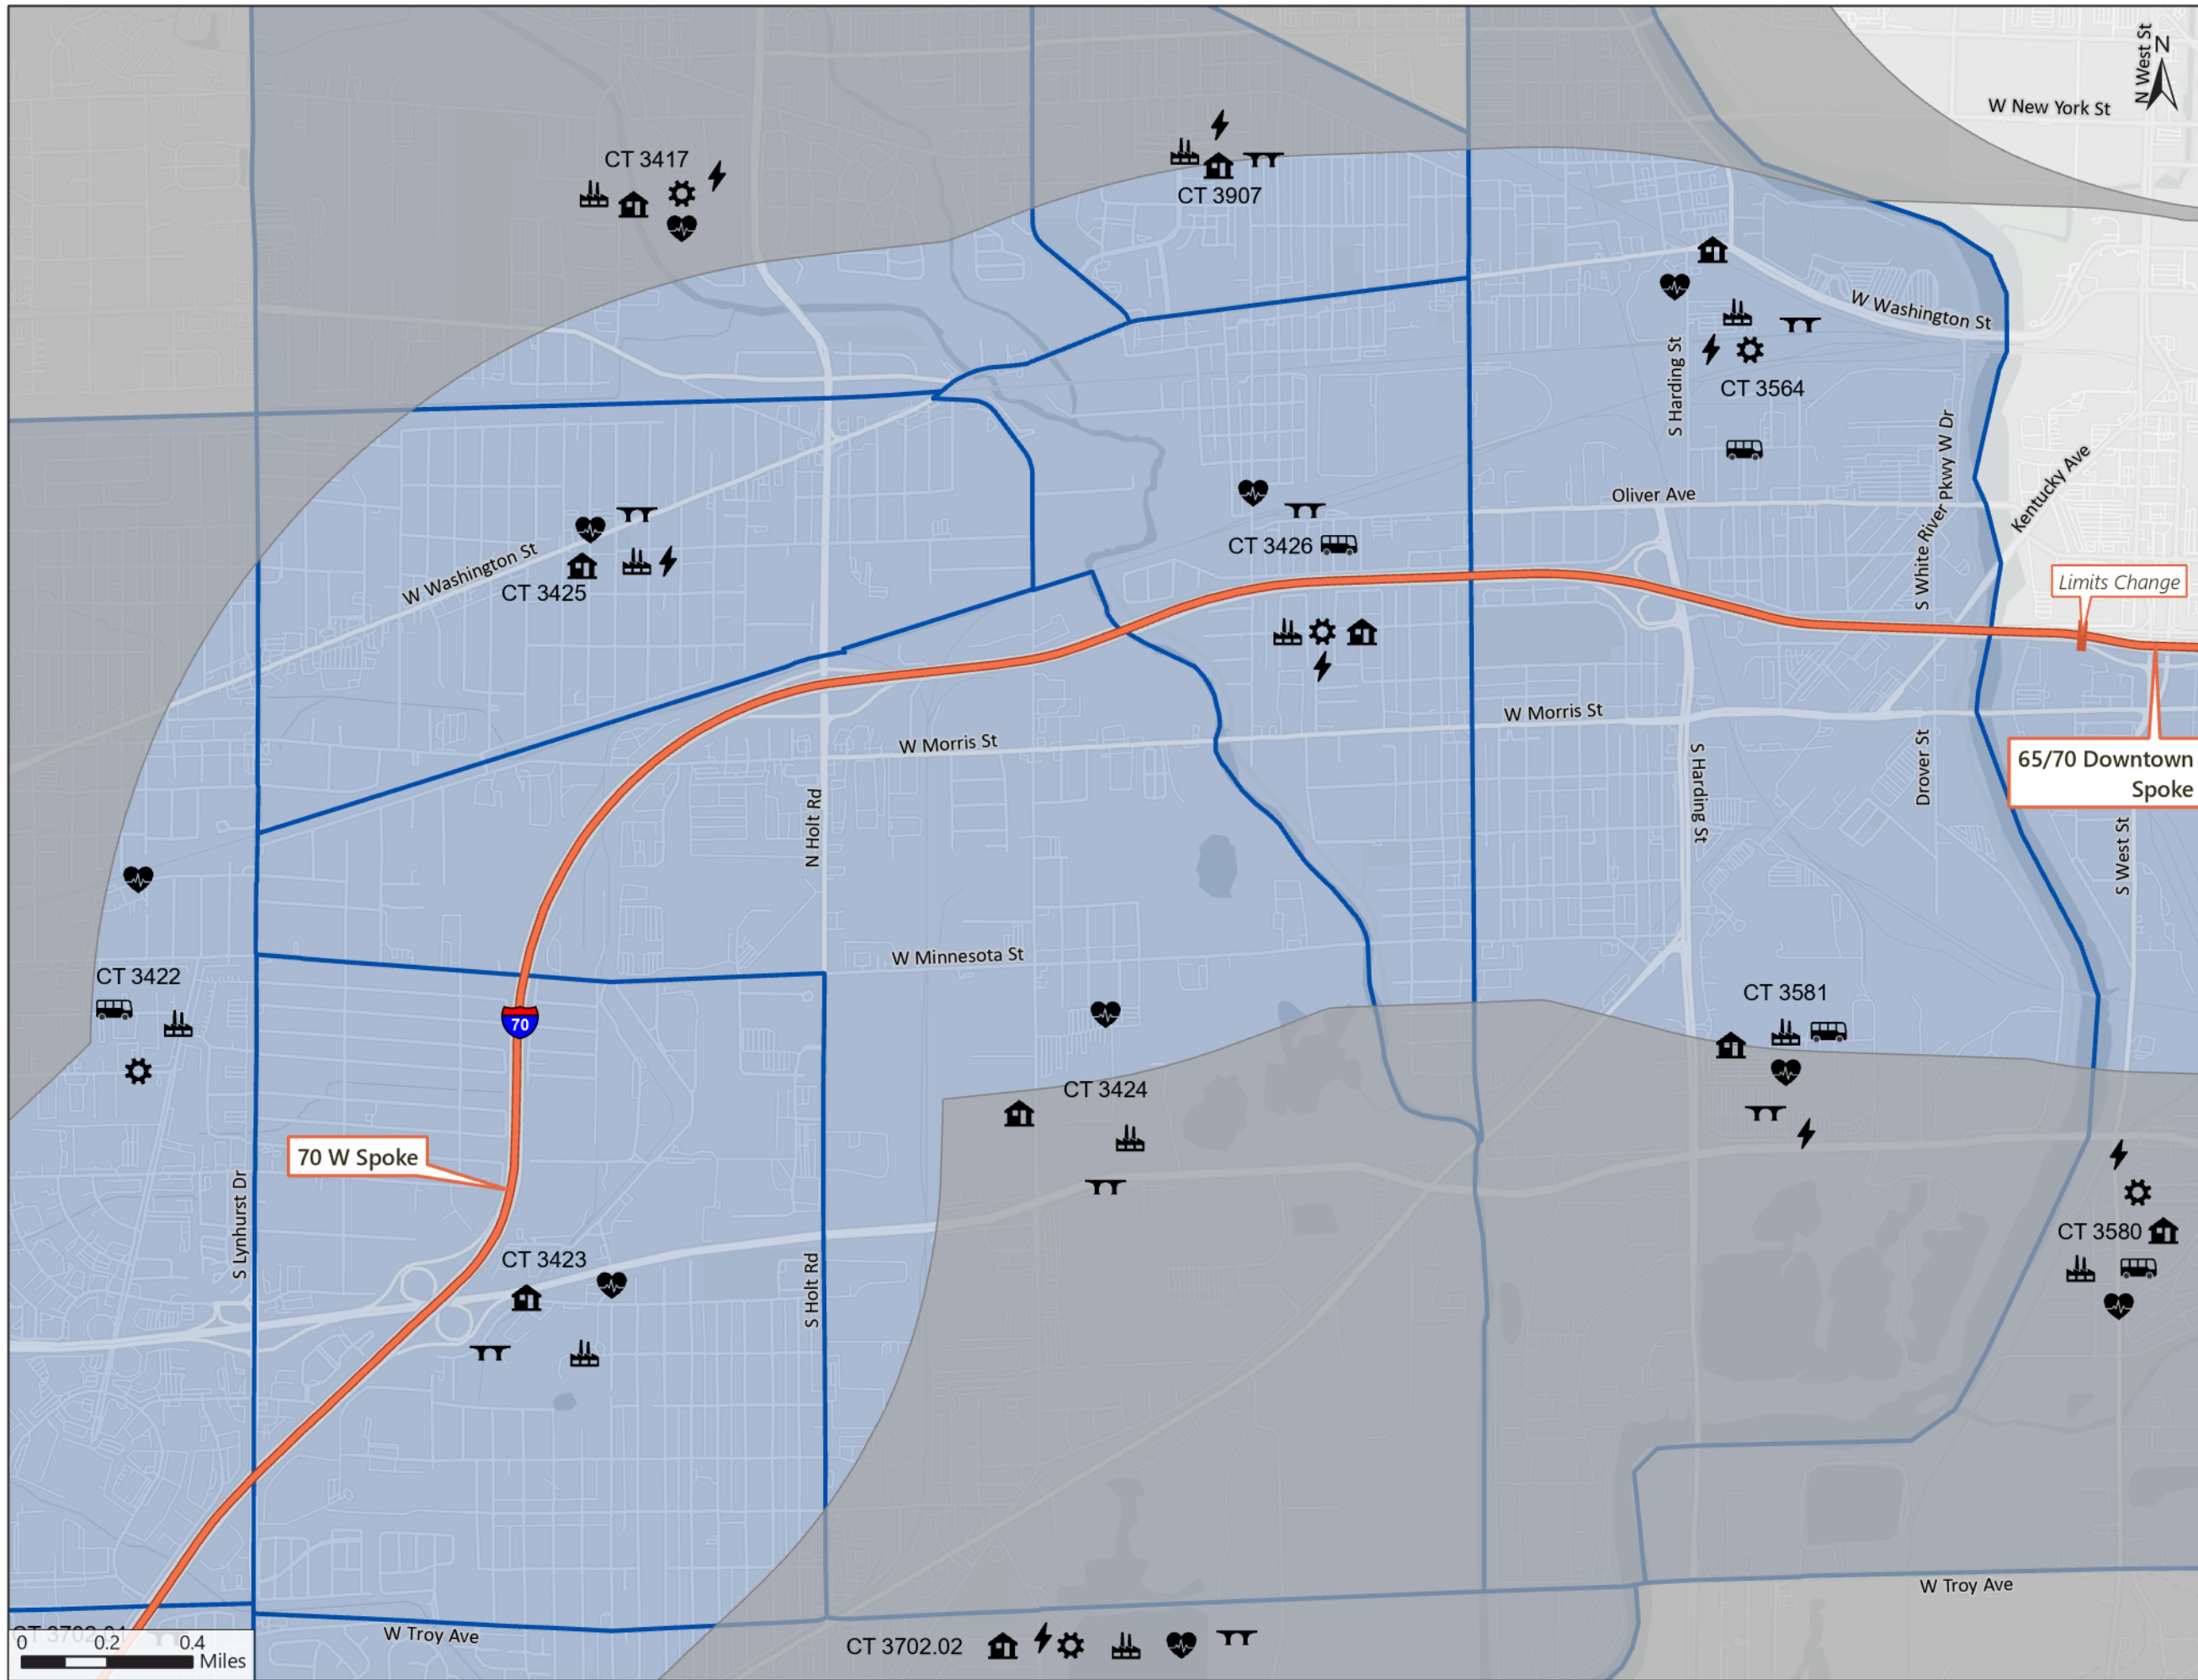 N West St
N
W New York St
CT 3417
CT 3907
W Washington St
S Harding St
CT 3564
S White River Pkwy W Dr
Kentucky Ave
Oliver Ave
CT 3426
W Washington St
CT 3425
Limits Change
W Morris St
W Morris St
65/70 Downtown
Spoke
N Holt Rd
S Harding St
Drover St
S West St
W Minnesota St
CT 3422
CT 3581
70
CT 3424
70 W Spoke
S Lynhurst Dr
CT 3423
S Holt Rd
CT 3580
W Troy Ave
W Troy Ave
CT 3702.02
CT 3702.01
0 0.2 0.4
Miles